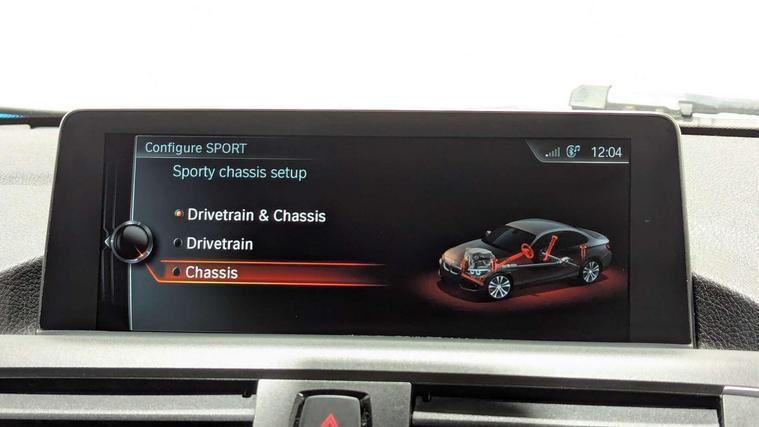 Configure SPORT
12:04
Sporty chassis setup
Drivetrain & Chassis
Drivetrain
Chassis